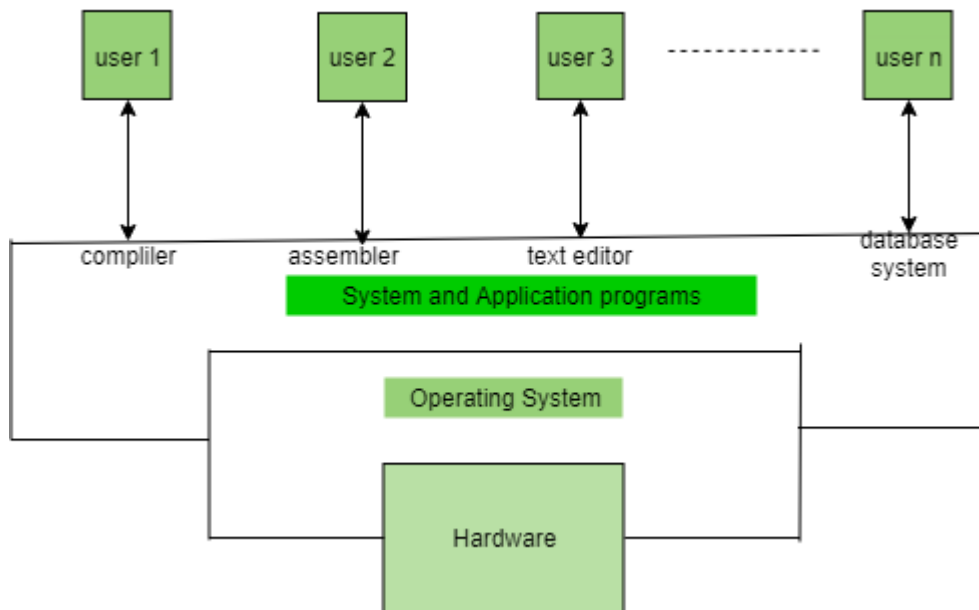 user 1
user 2
user 3
user n
compliler
assembler
text editor
database
system
System and Application programs
Operating System
Hardware